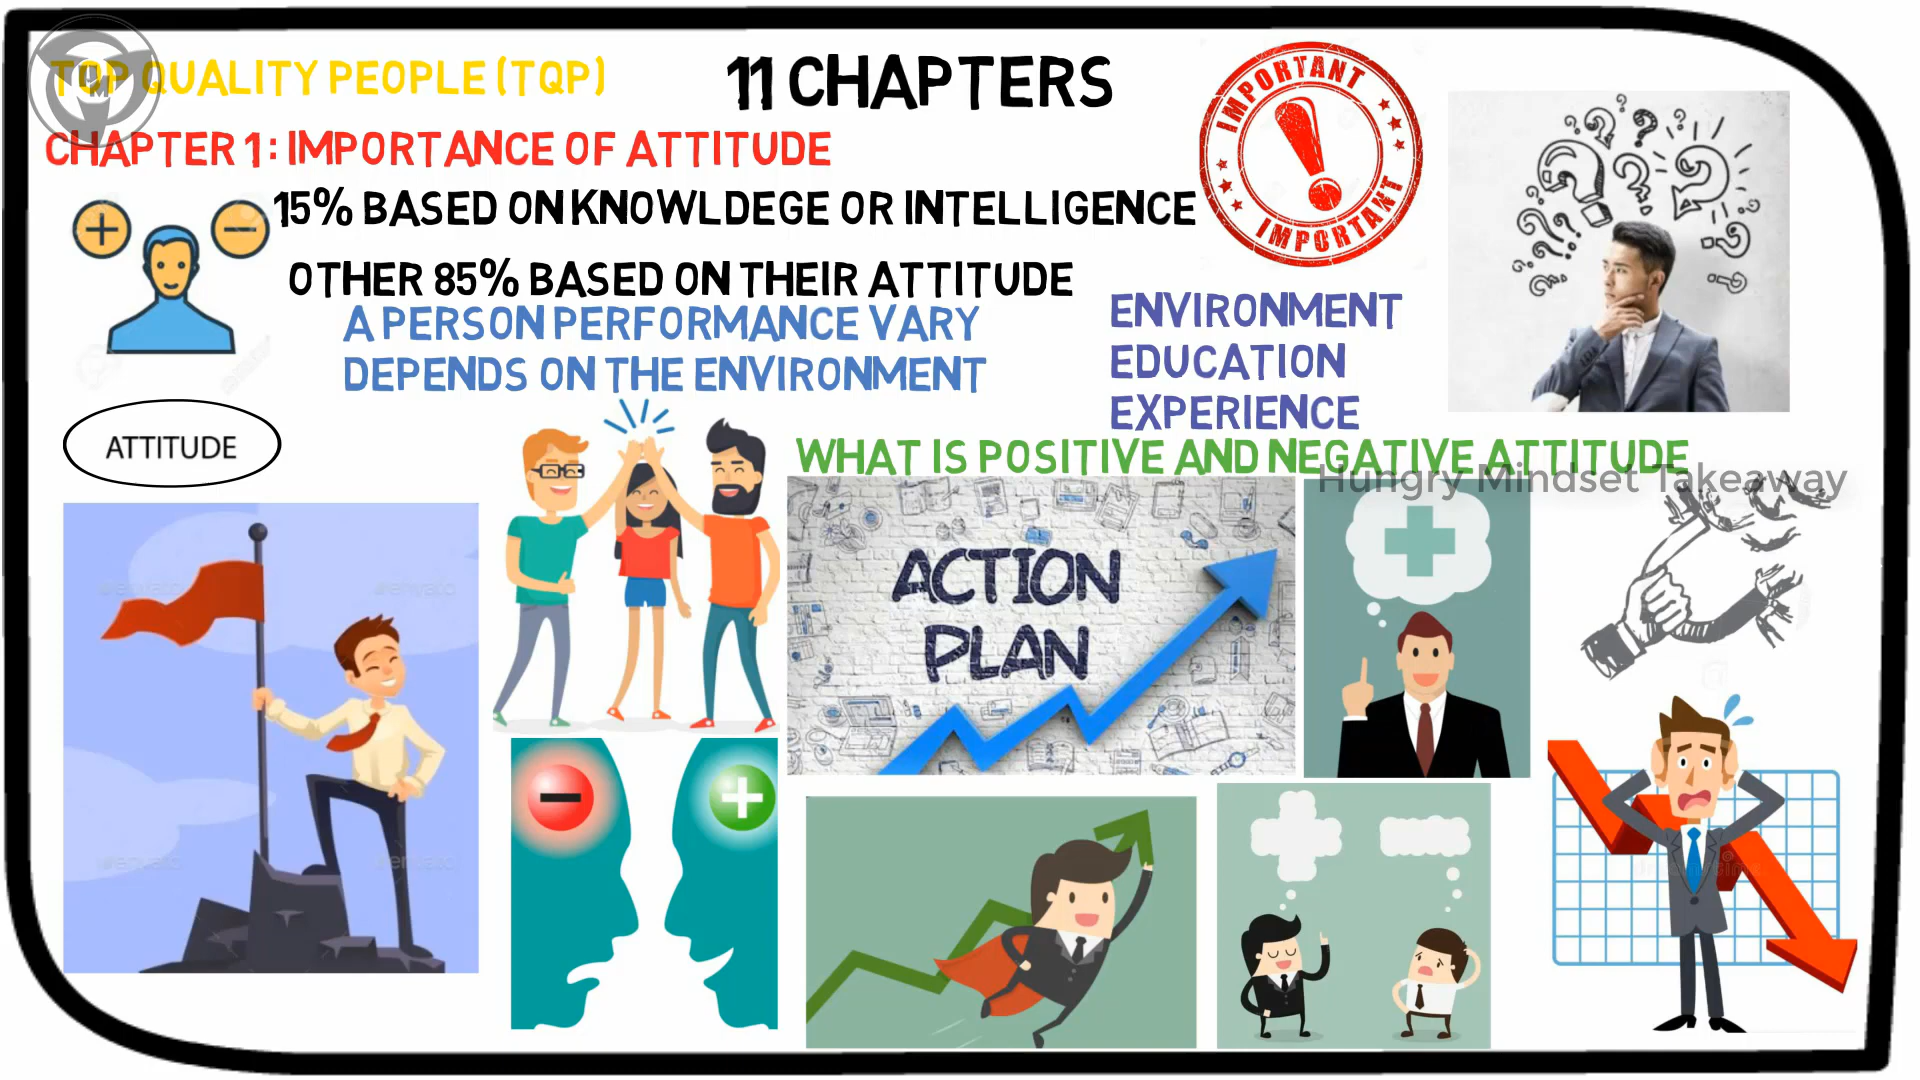 TOP QUALITY PEOPLE (TQP)
11 CHAPTERS
CHAPTER 1: IMPORTANCE OF ATTITUDE
15% BASED ON KNOWLDEGE OR INTELLIGENCE
OTHER 85% BASED ON THEIR ATTITUDE
A PERSON PERFORMANCE VARY
DEPENDS ON THE ENVIRONMENT
IMPORTANT
IMPORTANT
ENVIRONMENT
EDUCATION
EXPERIENCE
ATTITUDE
WHAT IS POSITIVE AND NEGATIVE ATTITUDE
Hungry Mindset Takeaway
ACTION
PLAN